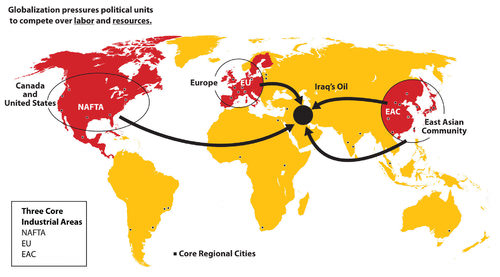 Globalization pressures political units
to compete over labor and resources.
Canada
and
United States
NAFTA
Europe
EU
Iraq's Oil
EAC
East Asian
Community
Three Core
Industrial Areas
NAFTA
EU
EAC
Core Regional Cities